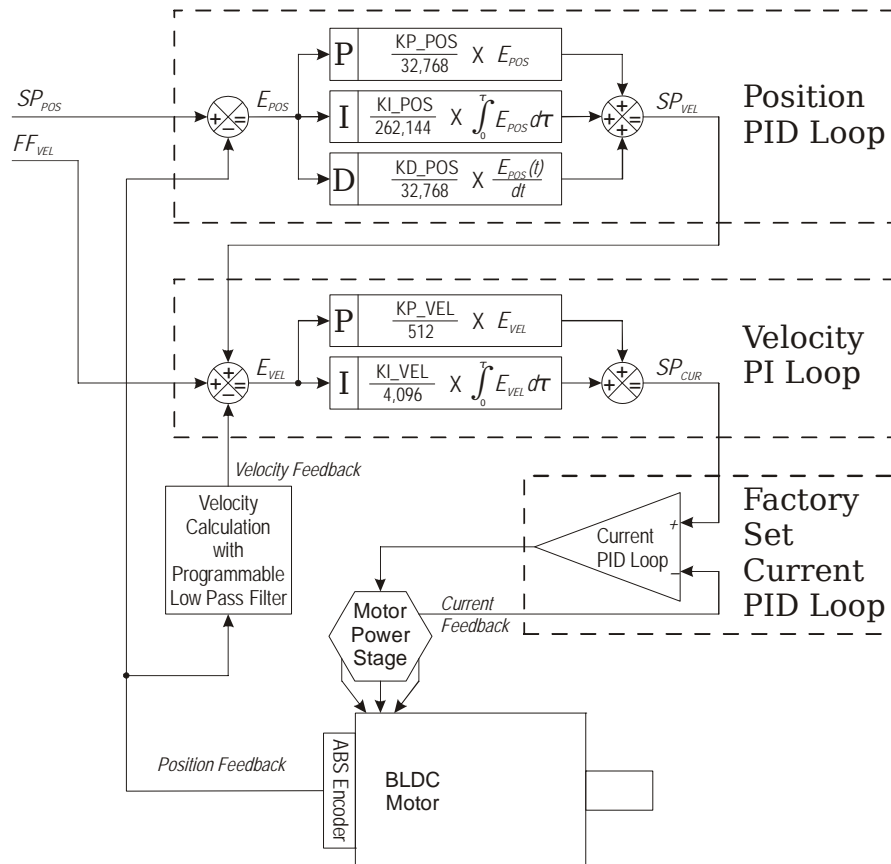 SP_POS
FF_VEL
E_POS
P KP_POS / 32,768 X E_POS
I KI_POS / 262,144 X ∫₀^τ E_POS dτ
D KD_POS / 32,768 X E_POS(t) / dt
+ − =
+ + + =
SP_VEL
Position
PID Loop
P KP_VEL / 512 X E_VEL
I KI_VEL / 4,096 X ∫₀^τ E_VEL dτ
+ + − =
E_VEL
+ + =
SP_CUR
Velocity
PI Loop
Velocity Feedback
Velocity
Calculation
with
Programmable
Low Pass Filter
Current
PID Loop
+
−
Factory
Set
Current
PID Loop
Motor
Power
Stage
Current
Feedback
Position Feedback
ABS Encoder
BLDC
Motor